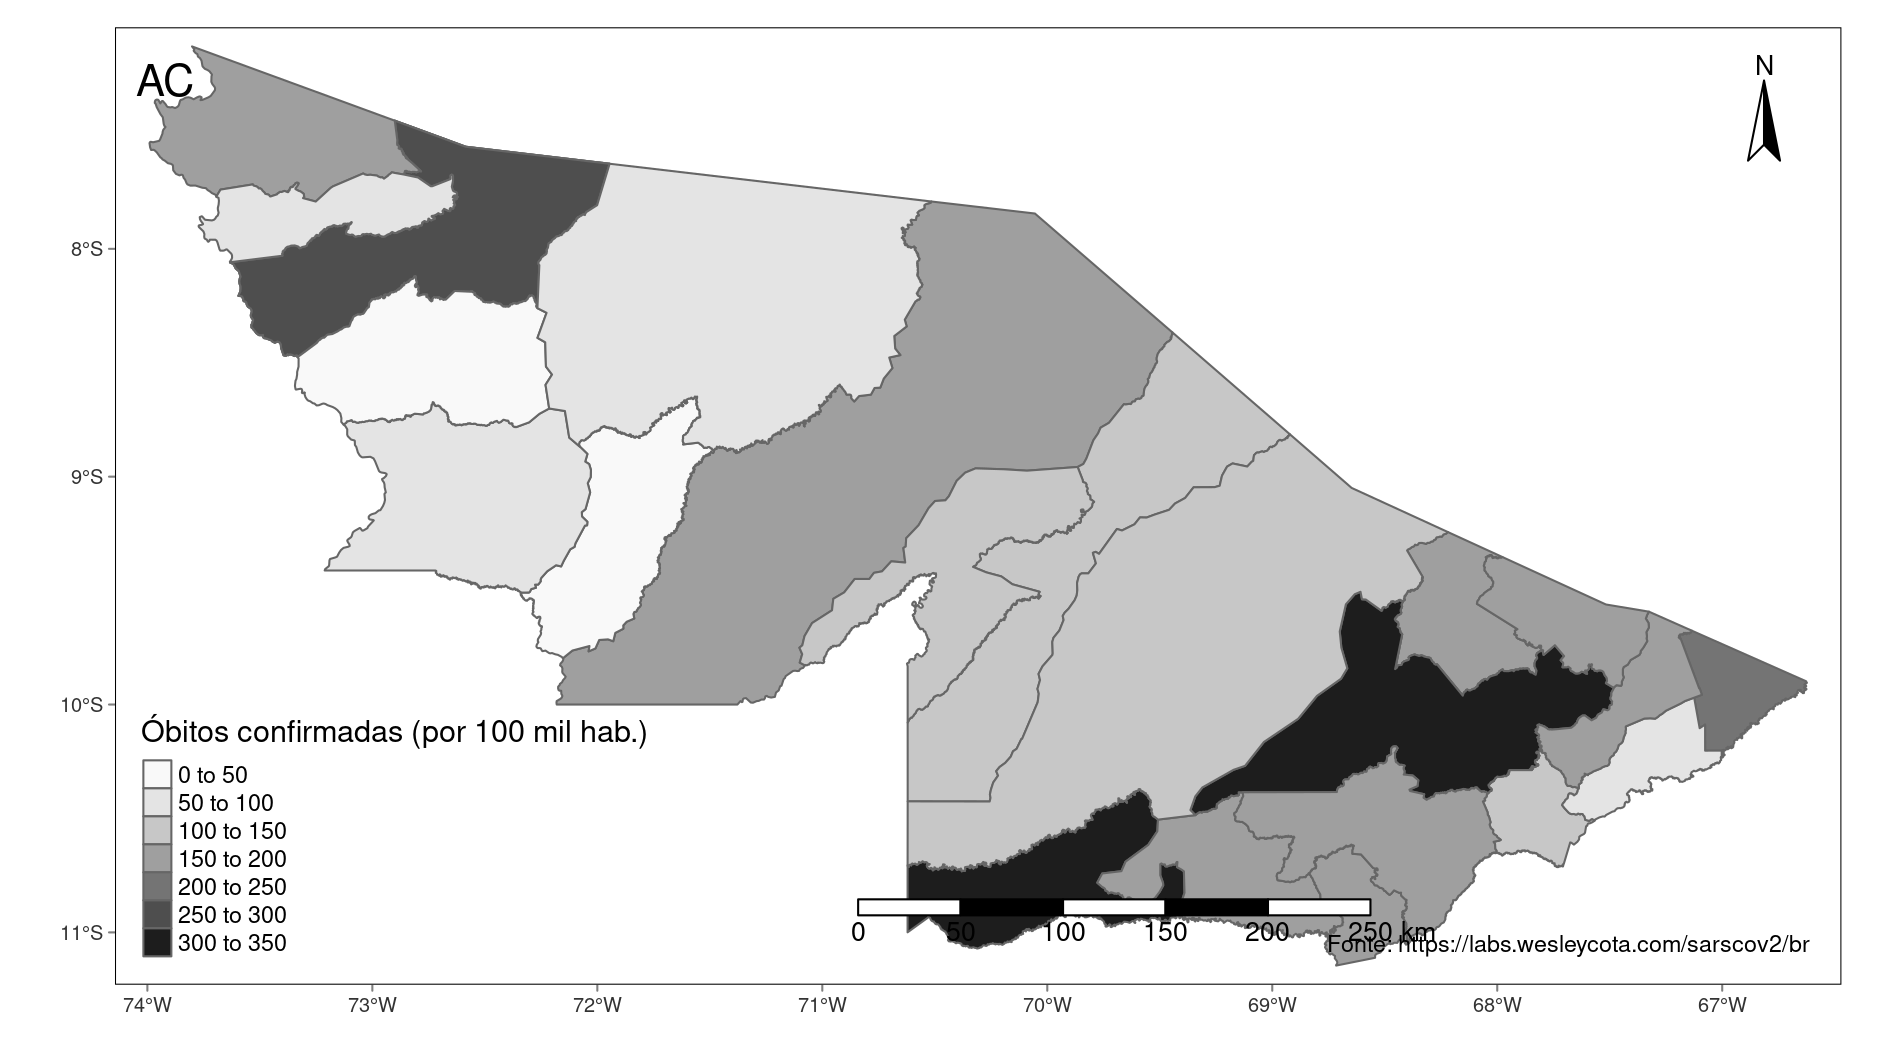 AC
N
8°S
9°S
10°S
11°S
Óbitos confirmadas (por 100 mil hab.)
0 to 50
50 to 100
100 to 150
150 to 200
200 to 250
250 to 300
300 to 350
0 50 100 150 200 250 km
Fonte: https://labs.wesleycota.com/sarscov2/br
74°W 73°W 72°W 71°W 70°W 69°W 68°W 67°W